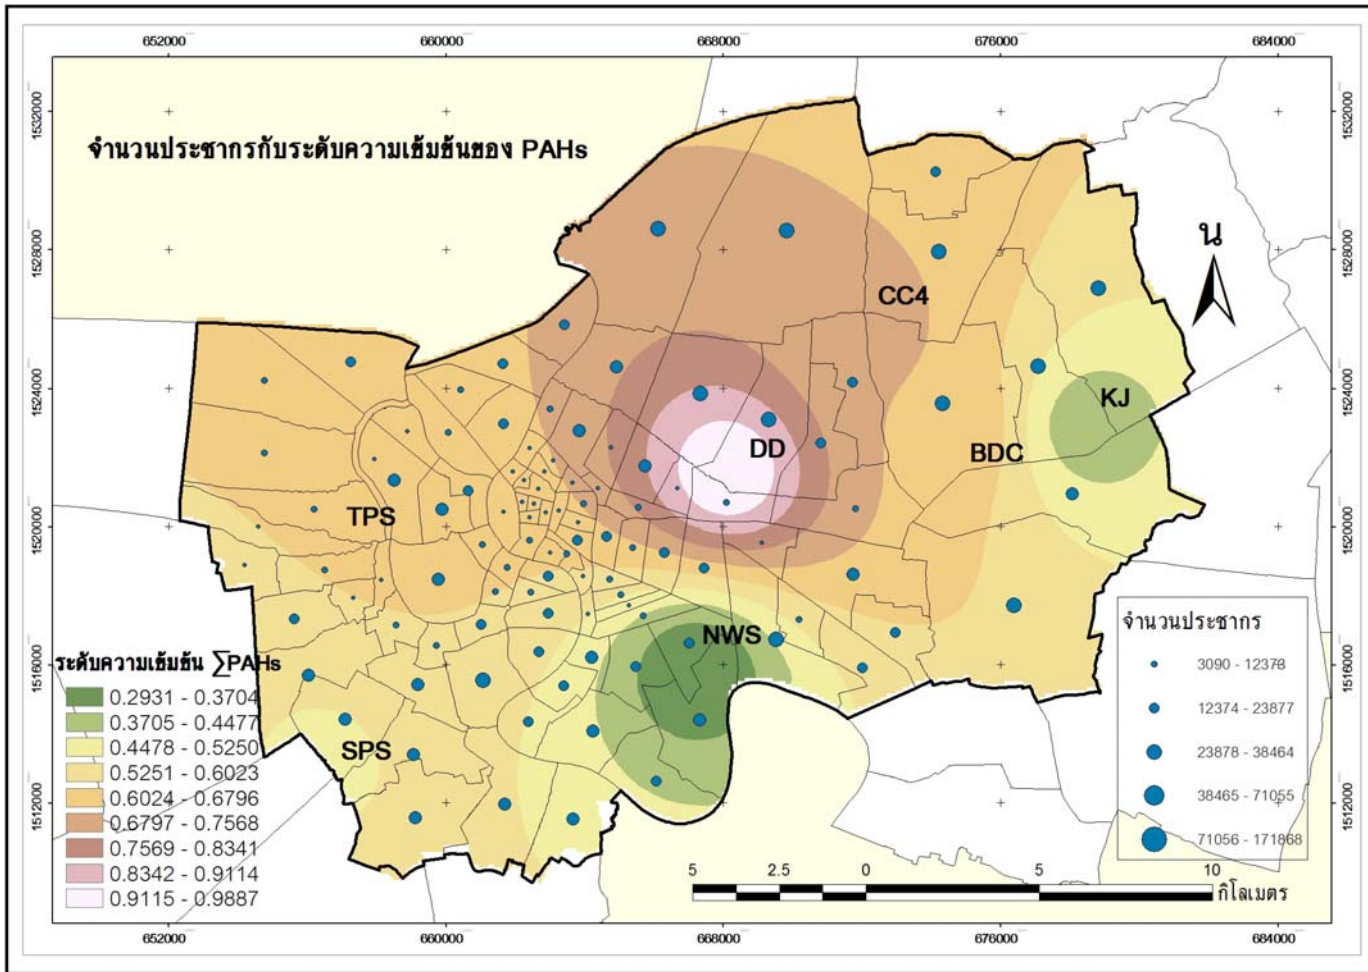 652000 660000 668000 676000 684000
1532000 1532000
จำนวนประชากรกับระดับความเข้มข้นของ PAHs
น
1528000 1528000
CC4
1524000 1524000
KJ
DD
BDC
TPS
1520000 1520000
NWS
จำนวนประชากร
ระดับความเข้มข้น ∑PAHs
1516000 1516000
3090 - 12373
0.2931 - 0.3704
0.3705 - 0.4477
12374 - 23877
0.4478 - 0.5250
SPS
23878 - 38464
0.5251 - 0.6023
0.6024 - 0.6796
1512000 1512000
38465 - 71055
0.6797 - 0.7568
71056 - 171868
0.7569 - 0.8341
0.8342 - 0.9114
5 2.5 0 5 10
0.9115 - 0.9887
กิโลเมตร
652000 660000 668000 676000 684000